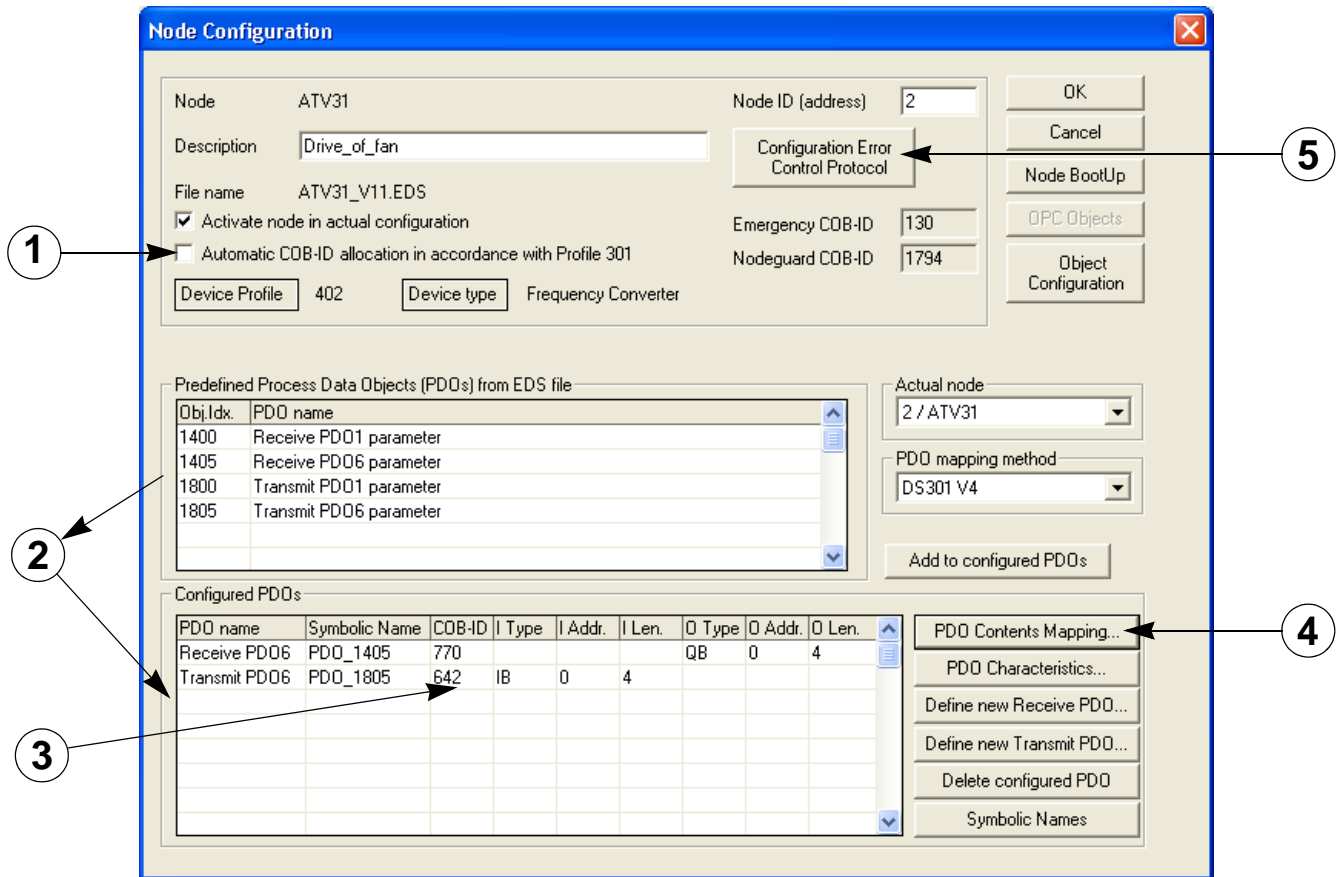 Node Configuration
Node ATV31 Node ID (address) 2 OK
Description Drive_of_fan Configuration Error Control Protocol Cancel 5
File name ATV31_V11.EDS Node BootUp
Activate node in actual configuration Emergency COB-ID 130 OPC Objects
1 Automatic COB-ID allocation in accordance with Profile 301 Nodeguard COB-ID 1794 Object Configuration
Device Profile 402 Device type Frequency Converter
Predefined Process Data Objects (PDOs) from EDS file Actual node
Obj.Idx. PDO name 2 / ATV31
1400 Receive PDO1 parameter
1405 Receive PDO6 parameter PDO mapping method
1800 Transmit PDO1 parameter DS301 V4
1805 Transmit PDO6 parameter
2 Add to configured PDOs
Configured PDOs
PDO name Symbolic Name COB-ID I Type I Addr. I Len. O Type O Addr. O Len. PDO Contents Mapping... 4
Receive PDO6 PDO_1405 770 QB 0 4
Transmit PDO6 PDO_1805 642 IB 0 4 PDO Characteristics...
Define new Receive PDO...
3 Define new Transmit PDO...
Delete configured PDO
Symbolic Names